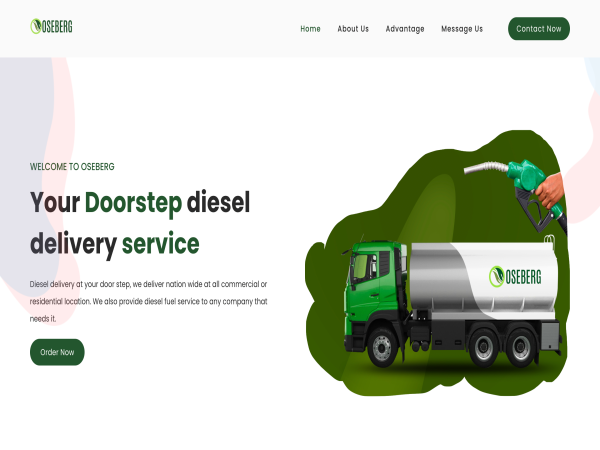 OSEBERG
Home
About Us
Advantage
Message Us
Contact Now
WELCOME TO OSEBERG
Your Doorstep diesel
delivery service
Diesel delivery at your door step, we deliver nation wide at all commercial or
residential location. We also provide diesel fuel service to any company that
needs it.
Order Now
OSEBERG